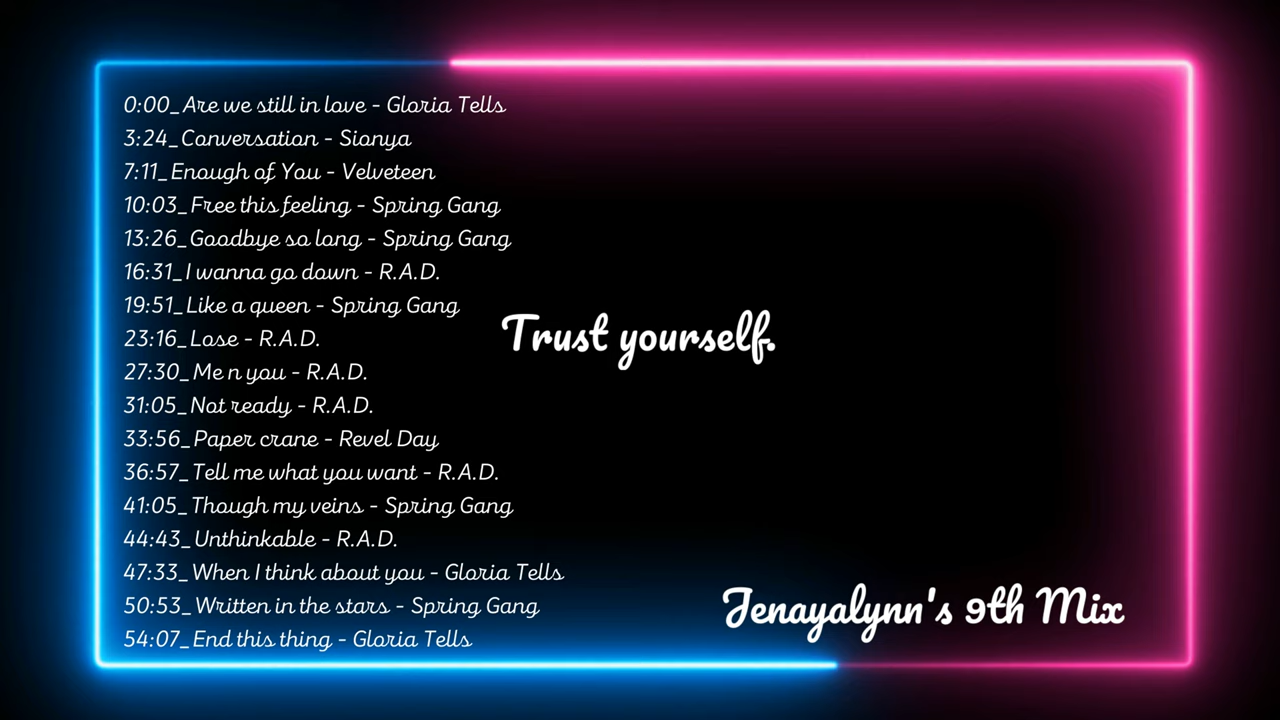 0:00_Are we still in love - Gloria Tells
3:24_Conversation - Sionya
7:11_Enough of You - Velveteen
10:03_Free this feeling - Spring Gang
13:26_Goodbye so long - Spring Gang
16:31_I wanna go down - R.A.D.
19:51_Like a queen - Spring Gang
23:16_Lose - R.A.D.
27:30_Me n you - R.A.D.
31:05_Not ready - R.A.D.
33:56_Paper crane - Revel Day
36:57_Tell me what you want - R.A.D.
41:05_Though my veins - Spring Gang
44:43_Unthinkable - R.A.D.
47:33_When I think about you - Gloria Tells
50:53_Written in the stars - Spring Gang
54:07_End this thing - Gloria Tells
Trust yourself.
Jenayalynn's 9th Mix